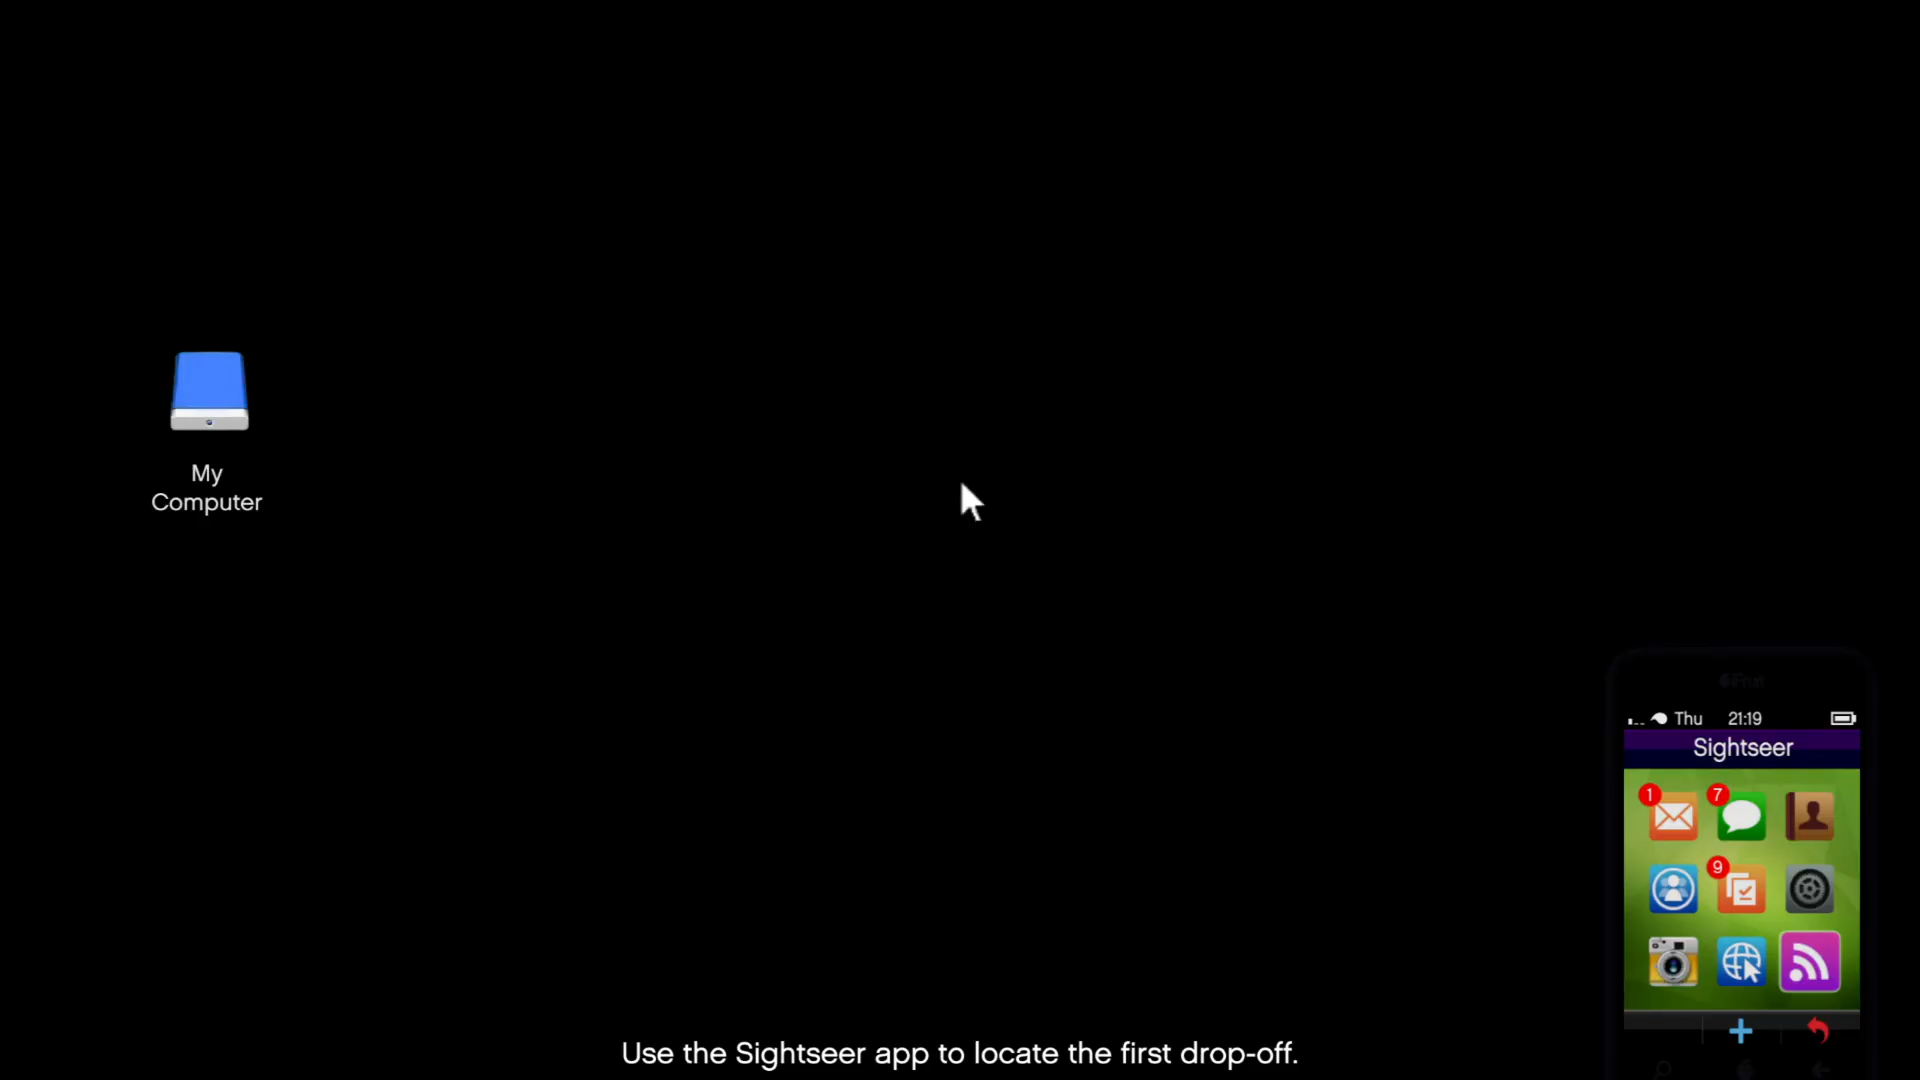 My
Computer
iFruit
Thu 21:19
Sightseer
1
7
9
Use the Sightseer app to locate the first drop-off.